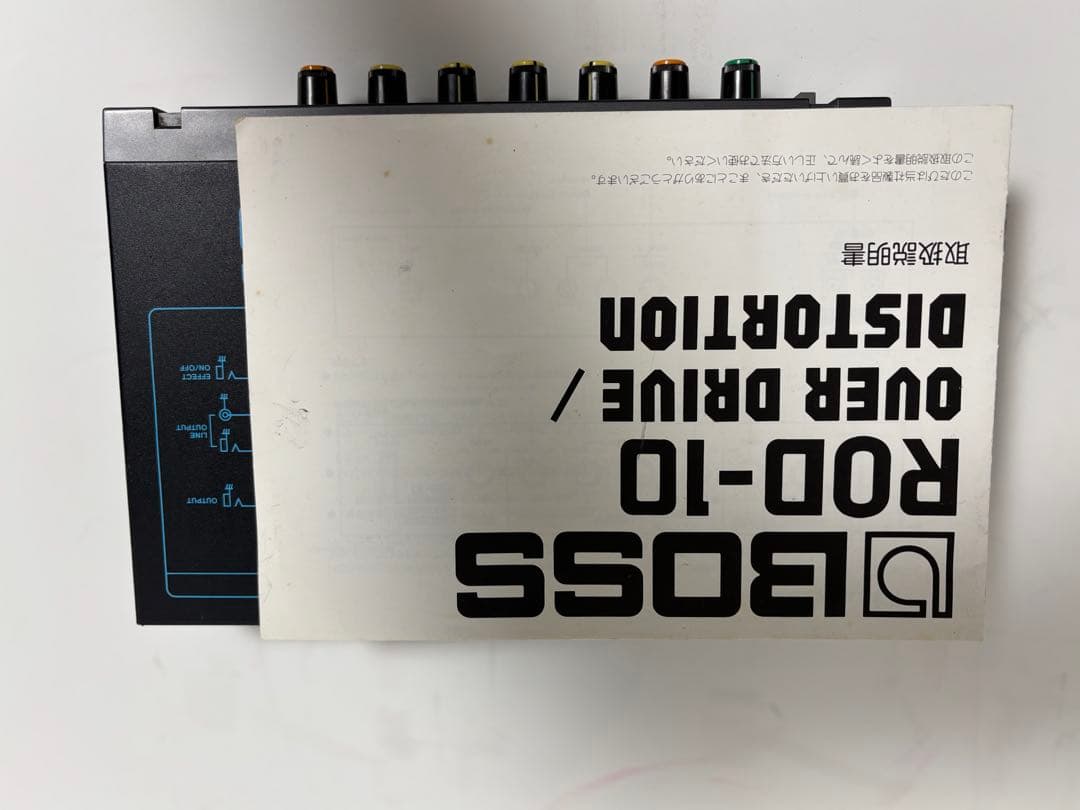 BOSS
ROD-10
OVER DRIVE /
DISTORTION
取扱説明書
このたびは当社製品をお買い上げいただき、まことにありがとうございます。
この取扱説明書をよく読んで、正しい方法でお使いください。
OUTPUT
LINE
OUTPUT
EFFECT
ON/OFF